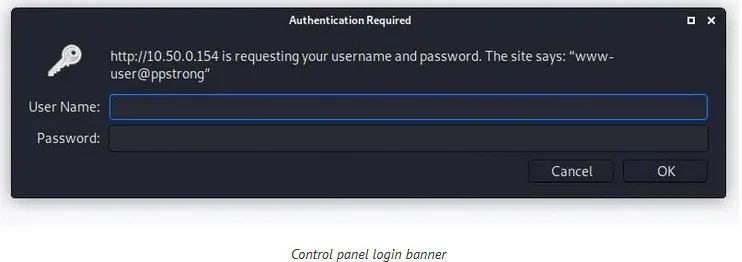 Authentication Required
http://10.50.0.154 is requesting your username and password. The site says: “www-
user@ppstrong”
User Name:
Password:
Cancel
OK
Control panel login banner